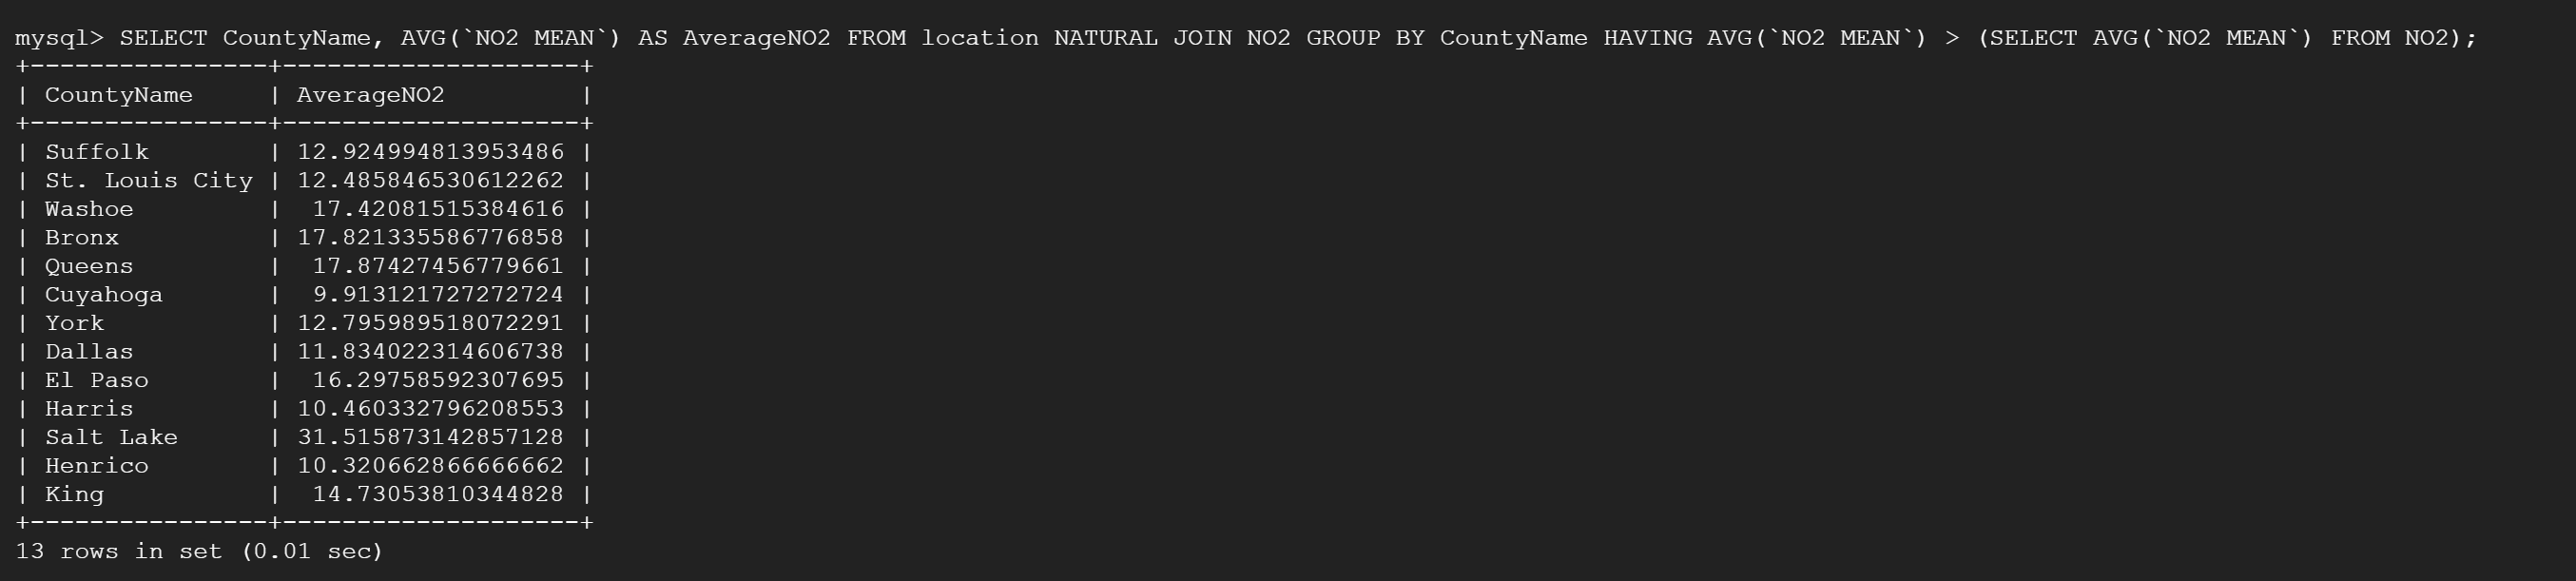 mysql> SELECT CountyName, AVG(`NO2 MEAN`) AS AverageNO2 FROM location NATURAL JOIN NO2 GROUP BY CountyName HAVING AVG(`NO2 MEAN`) > (SELECT AVG(`NO2 MEAN`) FROM NO2);
+----------------+--------------------+
| CountyName     | AverageNO2         |
+----------------+--------------------+
| Suffolk        | 12.924994813953486 |
| St. Louis City | 12.485846530612262 |
| Washoe         |  17.42081515384616 |
| Bronx          | 17.821335586776858 |
| Queens         |  17.87427456779661 |
| Cuyahoga       |  9.913121727272724 |
| York           | 12.795989518072291 |
| Dallas         | 11.834022314606738 |
| El Paso        |  16.29758592307695 |
| Harris         | 10.460332796208553 |
| Salt Lake      | 31.515873142857128 |
| Henrico        | 10.320662866666662 |
| King           |  14.73053810344828 |
+----------------+--------------------+
13 rows in set (0.01 sec)